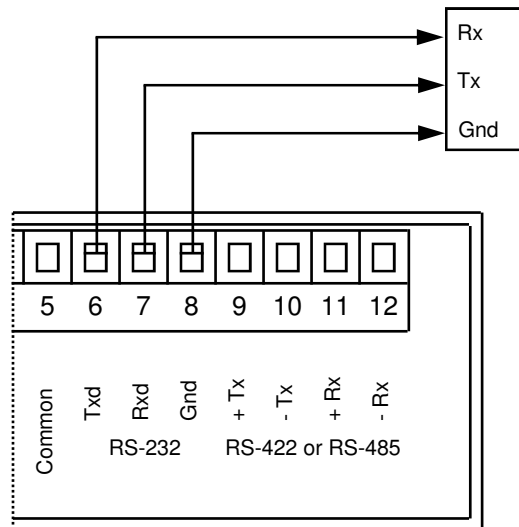 Rx
Tx
Gnd
5 6 7 8 9 10 11 12
Common
Txd
Rxd
Gnd
+ Tx
- Tx
+ Rx
- Rx
RS-232
RS-422 or RS-485